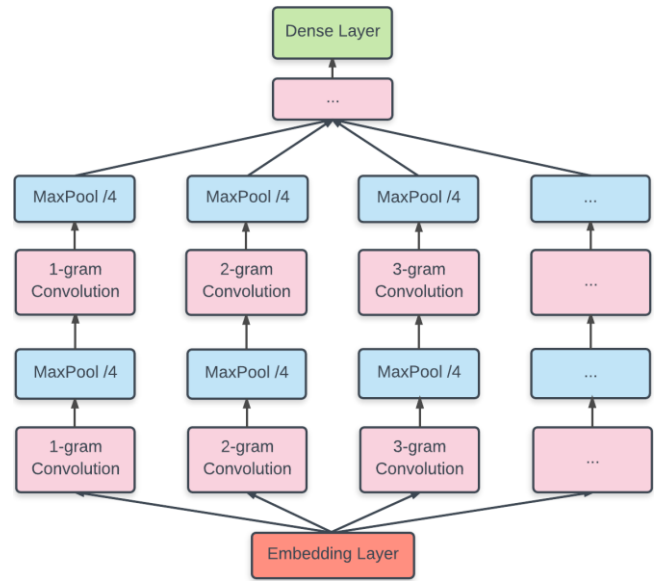 Dense Layer
...
MaxPool /4
MaxPool /4
MaxPool /4
...
1-gram
Convolution
2-gram
Convolution
3-gram
Convolution
...
MaxPool /4
MaxPool /4
MaxPool /4
...
1-gram
Convolution
2-gram
Convolution
3-gram
Convolution
...
Embedding Layer